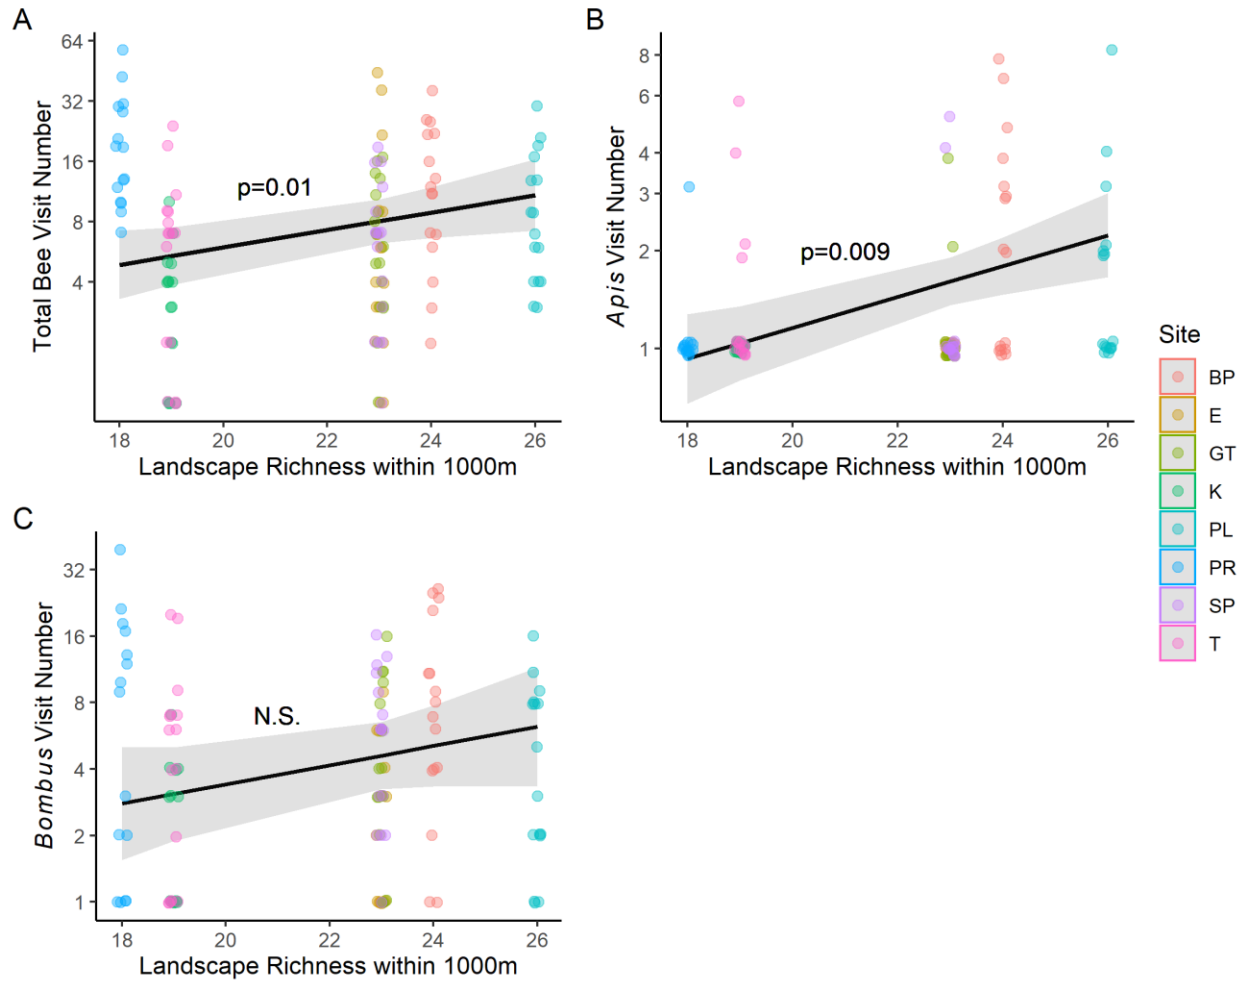 A
Total Bee Visit Number
64
32
16
8
4
p=0.01
18 20 22 24 26
Landscape Richness within 1000m
B
Apis Visit Number
8
6
4
3
2
1
p=0.009
18 20 22 24 26
Landscape Richness within 1000m
C
Bombus Visit Number
32
16
8
4
2
1
N.S.
18 20 22 24 26
Landscape Richness within 1000m
Site
BP
E
GT
K
PL
PR
SP
T